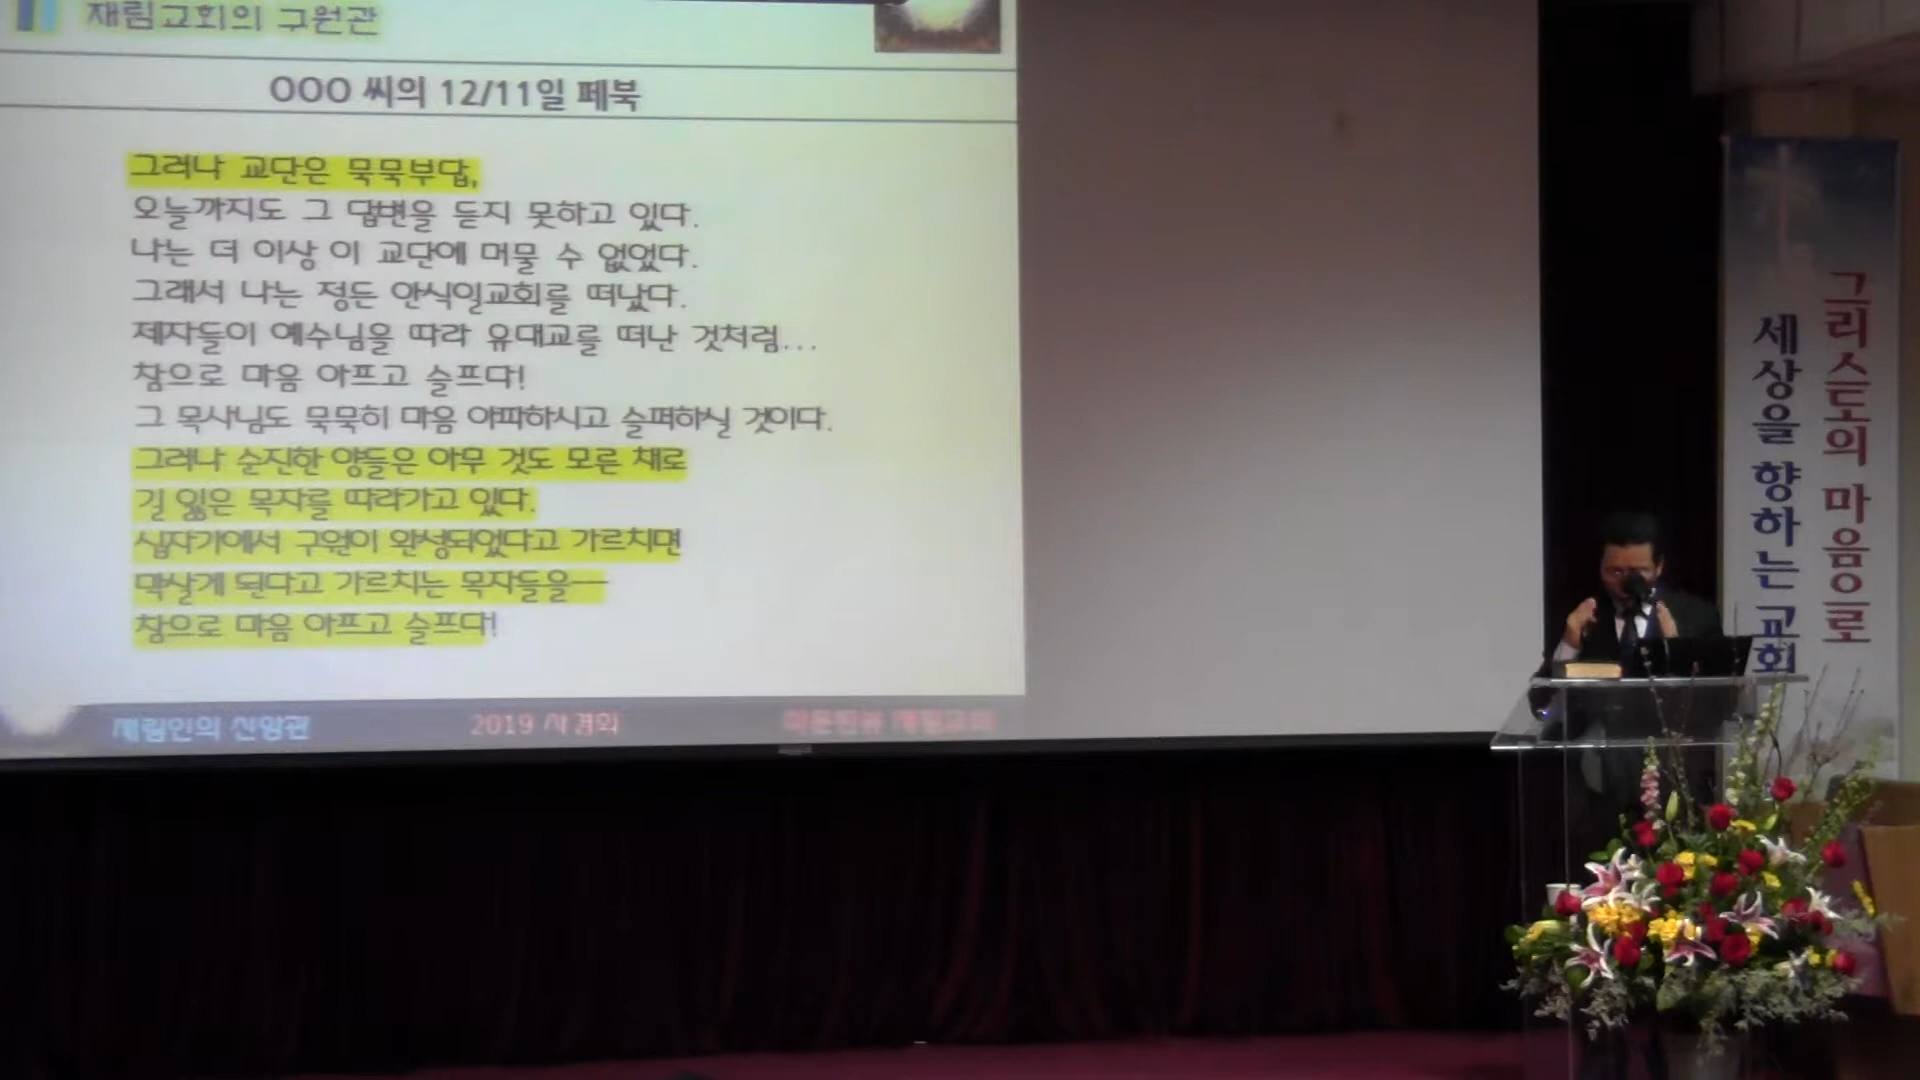 재림교회의 구원관
OOO 씨의 12/11일 페북
그러나 교단은 묵묵부답,
오늘까지도 그 답변을 듣지 못하고 있다.
나는 더 이상 이 교단에 머물 수 없었다.
그래서 나는 정든 안식일교회를 떠났다.
제자들이 예수님을 따라 유대교를 떠난 것처럼...
참으로 마음 아프고 슬프다!
그 목사님도 묵묵히 마음 아파하시고 슬퍼하실 것이다.
그러나 순진한 양들은 아무 것도 모른 채로
길 잃은 목자를 따라가고 있다.
십자가에서 구원이 완성되었다고 가르치면
막살게 된다고 가르치는 목자들을—
참으로 마음 아프고 슬프다!
재림인의 신앙관
2019 사경회
재림교회
그리스도의 마음으로
세상을 향하는 교회